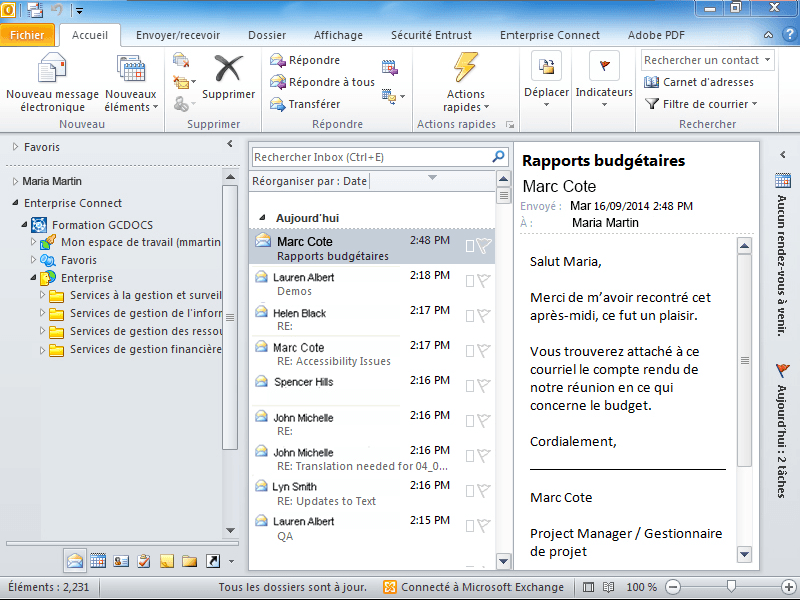 Fichier Accueil Envoyer/recevoir Dossier Affichage Sécurité Entrust Enterprise Connect Adobe PDF
Nouveau message électronique
Nouveaux éléments
Nouveau
Supprimer
Supprimer
Répondre
Répondre à tous
Transférer
Répondre
Actions rapides
Actions rapides
Déplacer
Indicateurs
Rechercher un contact
Carnet d'adresses
Filtre de courrier
Rechercher
Favoris
Maria Martin
Enterprise Connect
Formation GCDOCS
Mon espace de travail (mmartin
Favoris
Enterprise
Services à la gestion et surveil
Services de gestion de l'inforr
Services de gestion des ressou
Services de gestion financière
Rechercher Inbox (Ctrl+E)
Réorganiser par : Date
Aujourd'hui
Marc Cote 2:48 PM
Rapports budgétaires
Lauren Albert 2:18 PM
Demos
Helen Black 2:17 PM
RE:
Marc Cote 2:17 PM
RE: Accessibility Issues
Spencer Hills 2:16 PM
John Michelle 2:16 PM
RE:
John Michelle 2:16 PM
RE: Translation needed for 04_0...
Lyn Smith 2:16 PM
RE: Updates to Text
Lauren Albert 2:15 PM
QA
Rapports budgétaires
Marc Cote
Envoyé : Mar 16/09/2014 2:48 PM
À : Maria Martin
Salut Maria,
Merci de m'avoir recontré cet
après-midi, ce fut un plaisir.
Vous trouverez attaché à ce
courriel le compte rendu de
notre réunion en ce qui
concerne le budget.
Cordialement,
Marc Cote
Project Manager / Gestionnaire
de projet
Aucun rendez-vous à venir.
Aujourd'hui : 2 tâches
Éléments : 2,231 Tous les dossiers sont à jour. Connecté à Microsoft Exchange 100 %